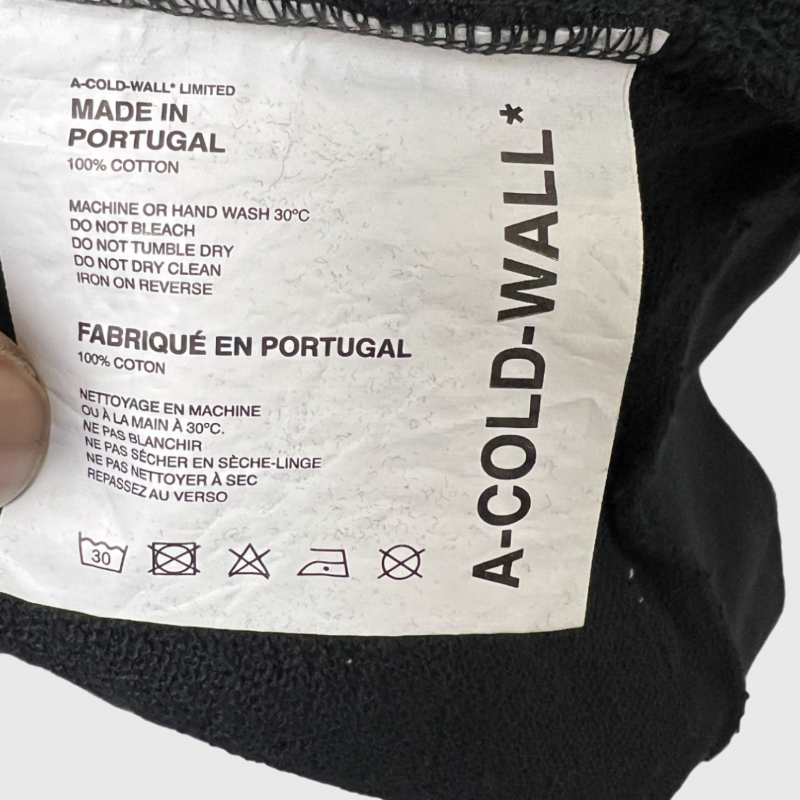 A-COLD-WALL* LIMITED
MADE IN
PORTUGAL
100% COTTON
MACHINE OR HAND WASH 30ºC
DO NOT BLEACH
DO NOT TUMBLE DRY
DO NOT DRY CLEAN
IRON ON REVERSE
FABRIQUÉ EN PORTUGAL
100% COTON
NETTOYAGE EN MACHINE
OU À LA MAIN À 30ºC.
NE PAS BLANCHIR
NE PAS SÉCHER EN SÈCHE-LINGE
NE PAS NETTOYER À SEC
REPASSEZ AU VERSO
30
A-COLD-WALL*